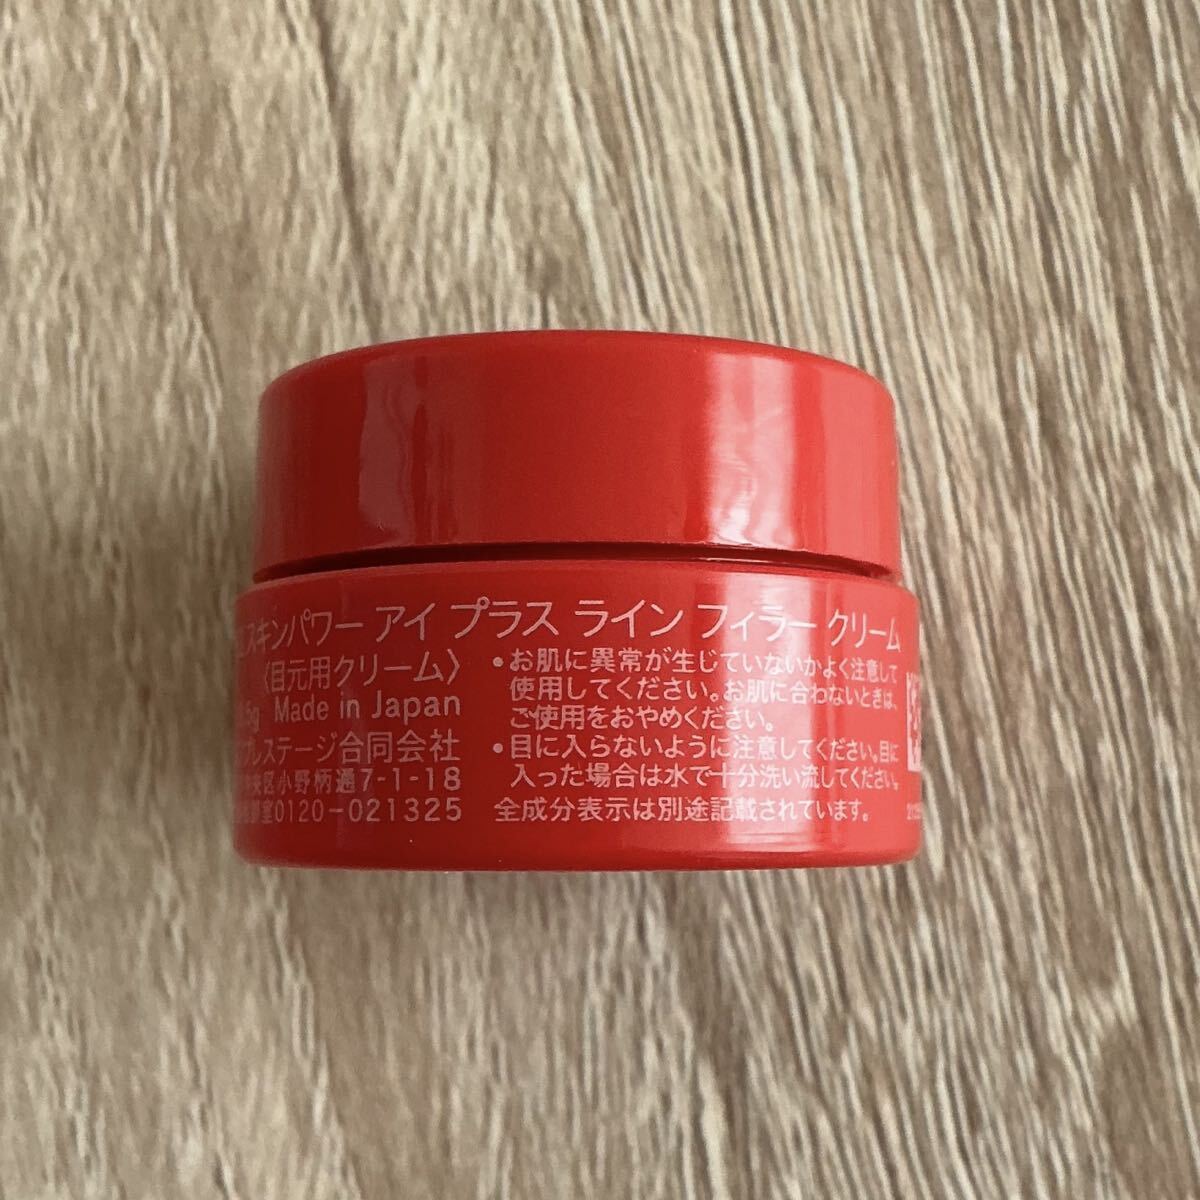 スキンパワー アイ プラス ライン フィラー クリーム
〈目元用クリーム〉
5g Made in Japan
プレステージ合同会社
中央区小野柄通7-1-18
室0120-021325
•お肌に異常が生じていないかよく注意して
使用してください。お肌に合わないときは、
ご使用をおやめください。
•目に入らないように注意してください。目に
入った場合は水で十分洗い流してください。
全成分表示は別途記載されています。